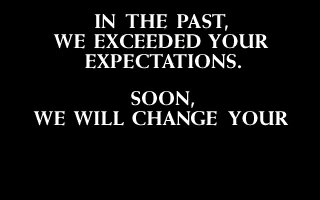 IN THE PAST,
WE EXCEEDED YOUR
EXPECTATIONS.
SOON,
WE WILL CHANGE YOUR